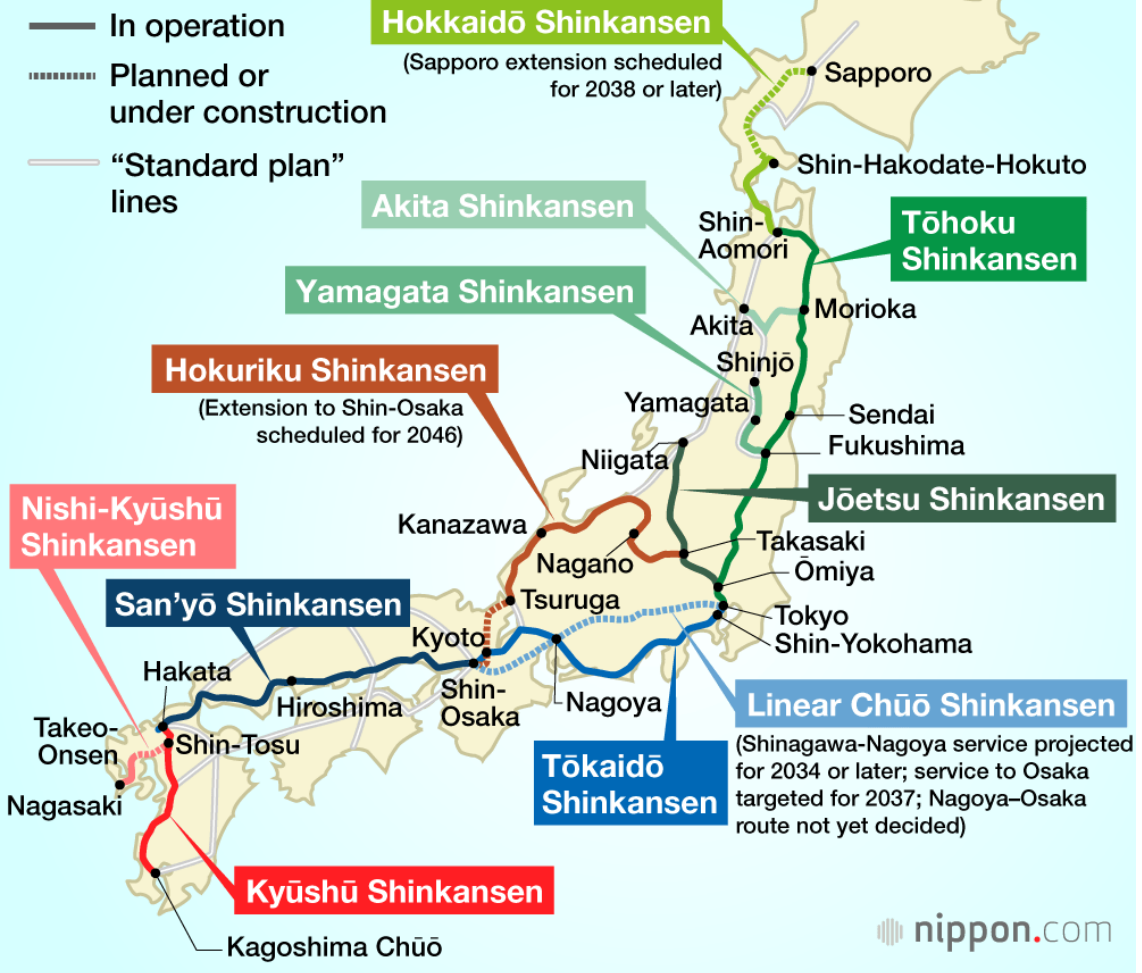 In operation
Planned or
under construction
“Standard plan”
lines
Hokkaidō Shinkansen
(Sapporo extension scheduled
for 2038 or later)
Sapporo
Shin-Hakodate-Hokuto
Akita Shinkansen
Shin-
Aomori
Tōhoku
Shinkansen
Yamagata Shinkansen
Akita
Morioka
Hokuriku Shinkansen
(Extension to Shin-Osaka
scheduled for 2046)
Shinjō
Yamagata
Sendai
Fukushima
Niigata
Jōetsu Shinkansen
Nishi-Kyūshū
Shinkansen
Kanazawa
Nagano
Takasaki
Ōmiya
San’yō Shinkansen
Tsuruga
Tokyo
Shin-Yokohama
Kyoto
Hakata
Hiroshima
Shin-
Osaka
Nagoya
Linear Chūō Shinkansen
(Shinagawa-Nagoya service projected
for 2034 or later; service to Osaka
targeted for 2037; Nagoya–Osaka
route not yet decided)
Takeo-
Onsen
Shin-Tosu
Nagasaki
Tōkaidō
Shinkansen
Kyūshū Shinkansen
Kagoshima Chūō
nippon.com